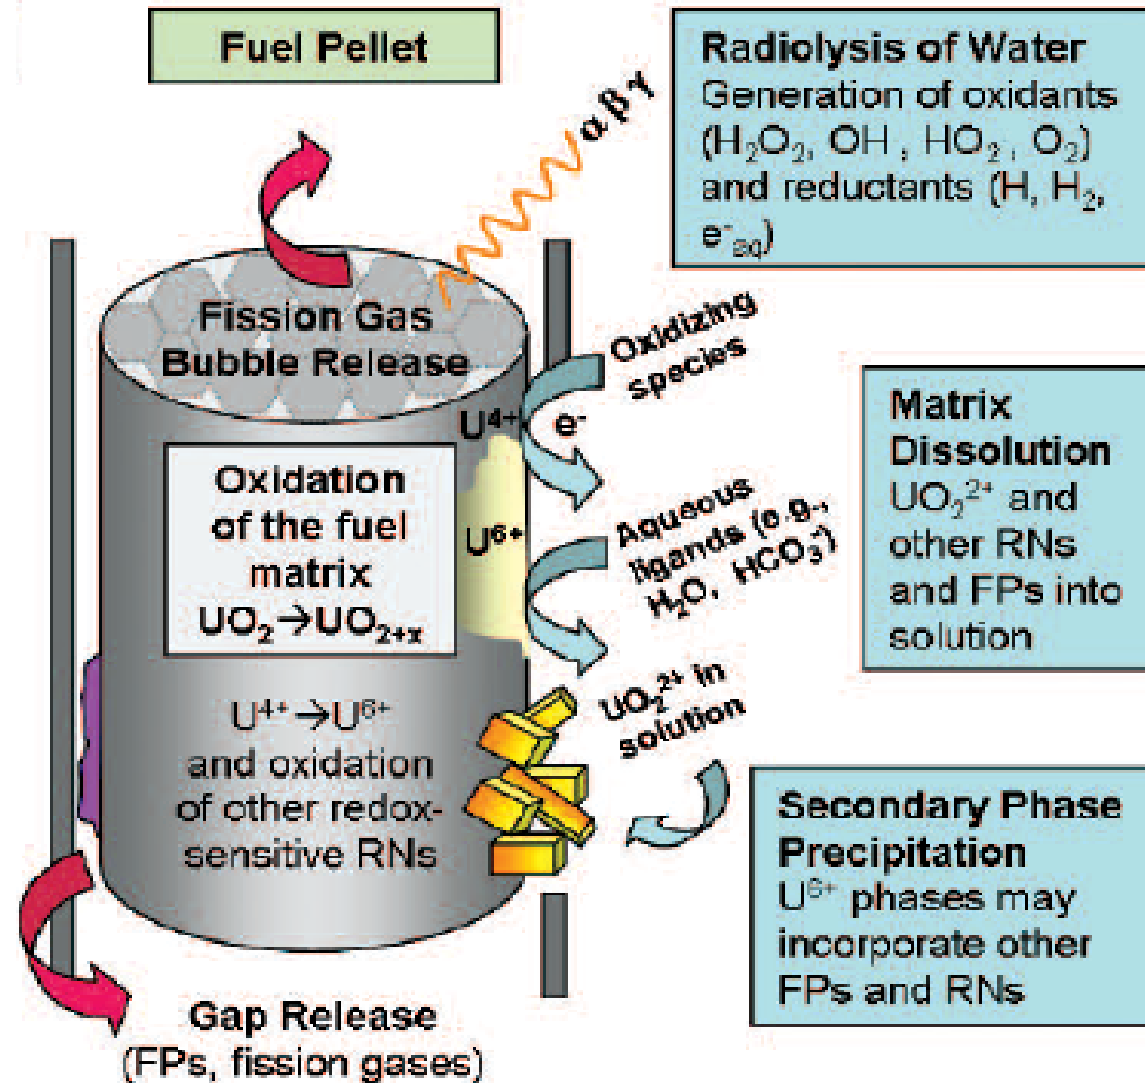 Fuel Pellet
α β γ
Radiolysis of Water
Generation of oxidants
(H₂O₂, OH , HO₂ , O₂)
and reductants (H, H₂,
e⁻aq)
Fission Gas
Bubble Release
Oxidizing
species
U⁴⁺
e⁻
Oxidation
of the fuel
matrix
UO₂→UO₂₊ₓ
U⁶⁺
Aqueous
ligands (e.g.,
H₂O, HCO₃⁻)
Matrix
Dissolution
UO₂²⁺ and
other RNs
and FPs into
solution
U⁴⁺→U⁶⁺
and oxidation
of other redox-
sensitive RNs
UO₂²⁺ in
solution
Secondary Phase
Precipitation
U⁶⁺ phases may
incorporate other
FPs and RNs
Gap Release
(FPs, fission gases)